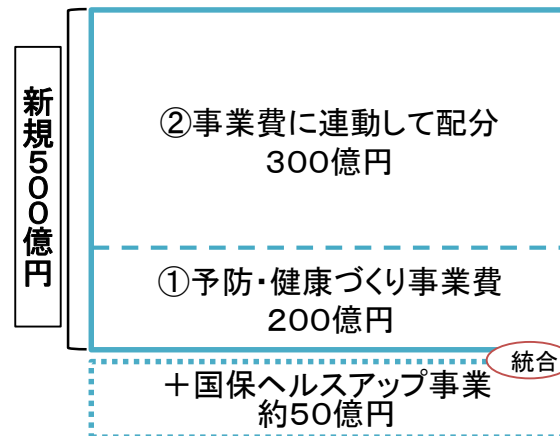 新規５００億円
②事業費に連動して配分
３００億円
①予防・健康づくり事業費
２００億円
統合
＋国保ヘルスアップ事業
約５０億円